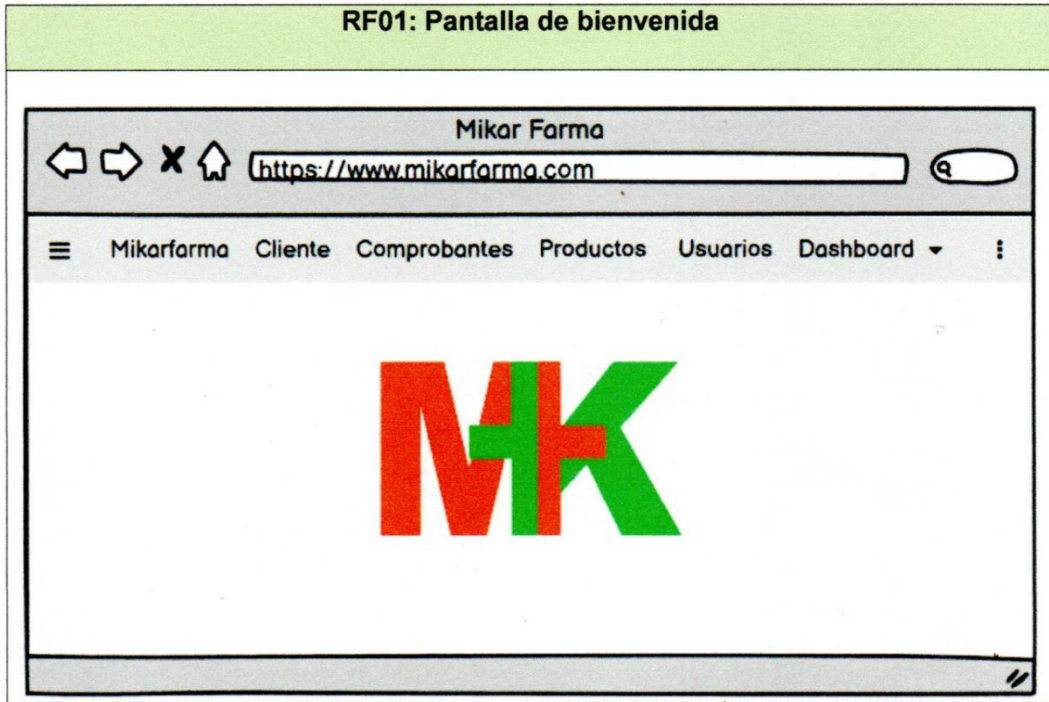 RF01: Pantalla de bienvenida
Mikar Farma
https://www.mikarfarma.com
Mikarfarma Cliente Comprobantes Productos Usuarios Dashboard
MK